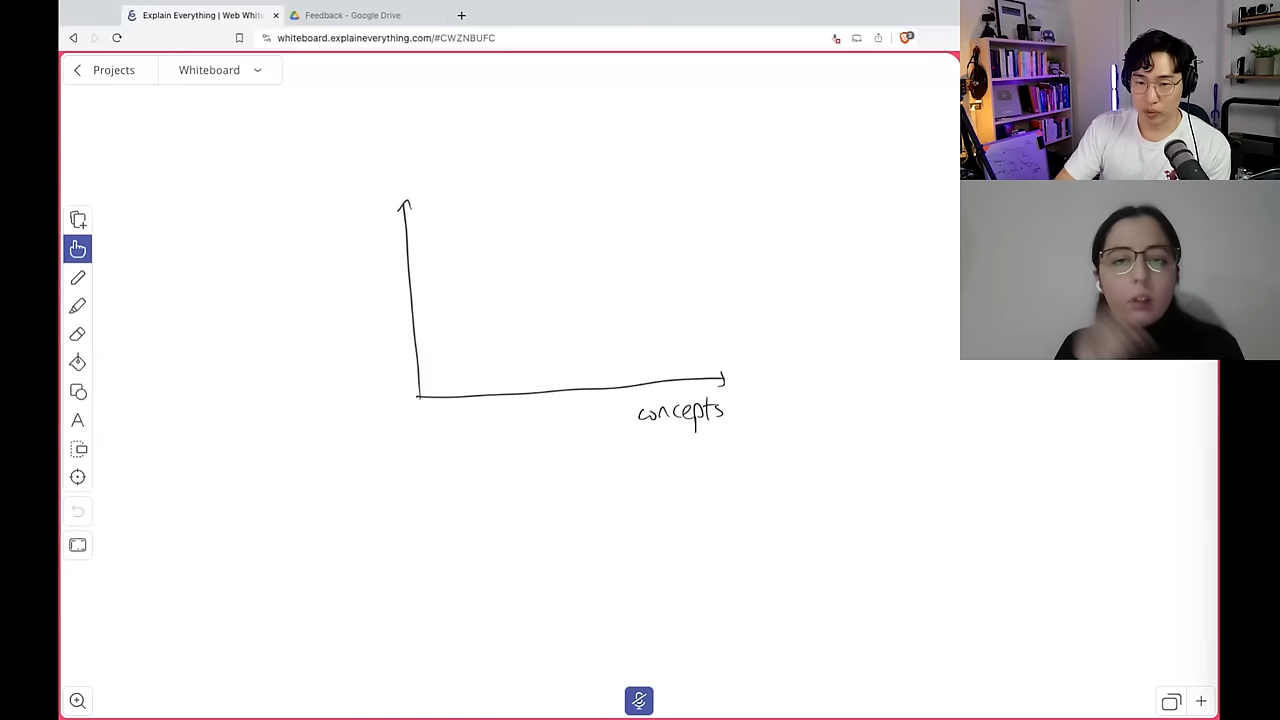 Explain Everything | Web Whit
Feedback - Google Drive
whiteboard.explaineverything.com/#CWZNBUFC
Projects
Whiteboard
concepts